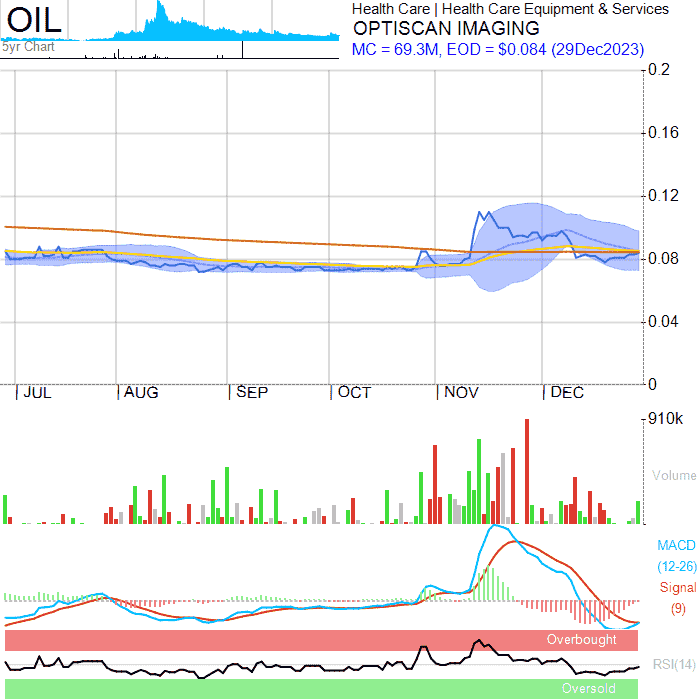 OIL
5yr Chart
Health Care | Health Care Equipment & Services
OPTISCAN IMAGING
MC = 69.3M, EOD = $0.084 (29Dec2023)
0.2
0.16
0.12
0.08
0.04
0
JUL AUG SEP OCT NOV DEC
910k
Volume
MACD
(12-26)
Signal
(9)
Overbought
RSI(14)
Oversold